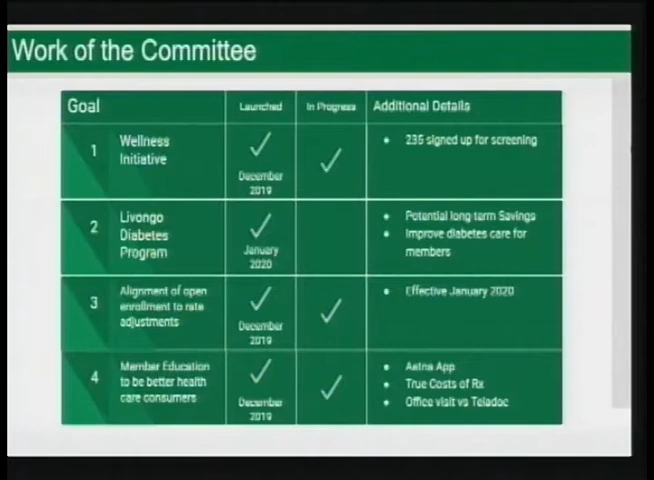 Work of the Committee
Goal Launched In Progress Additional Details
1 Wellness Initiative ✓ December 2019 ✓ • 235 signed up for screening
2 Livongo Diabetes Program ✓ January 2020 • Potential long term Savings
• Improve diabetes care for members
3 Alignment of open enrollment to rate adjustments ✓ December 2019 ✓ • Effective January 2020
4 Member Education to be better health care consumers ✓ December 2019 ✓ • Aetna App
• True Costs of Rx
• Office visit vs Teladoc